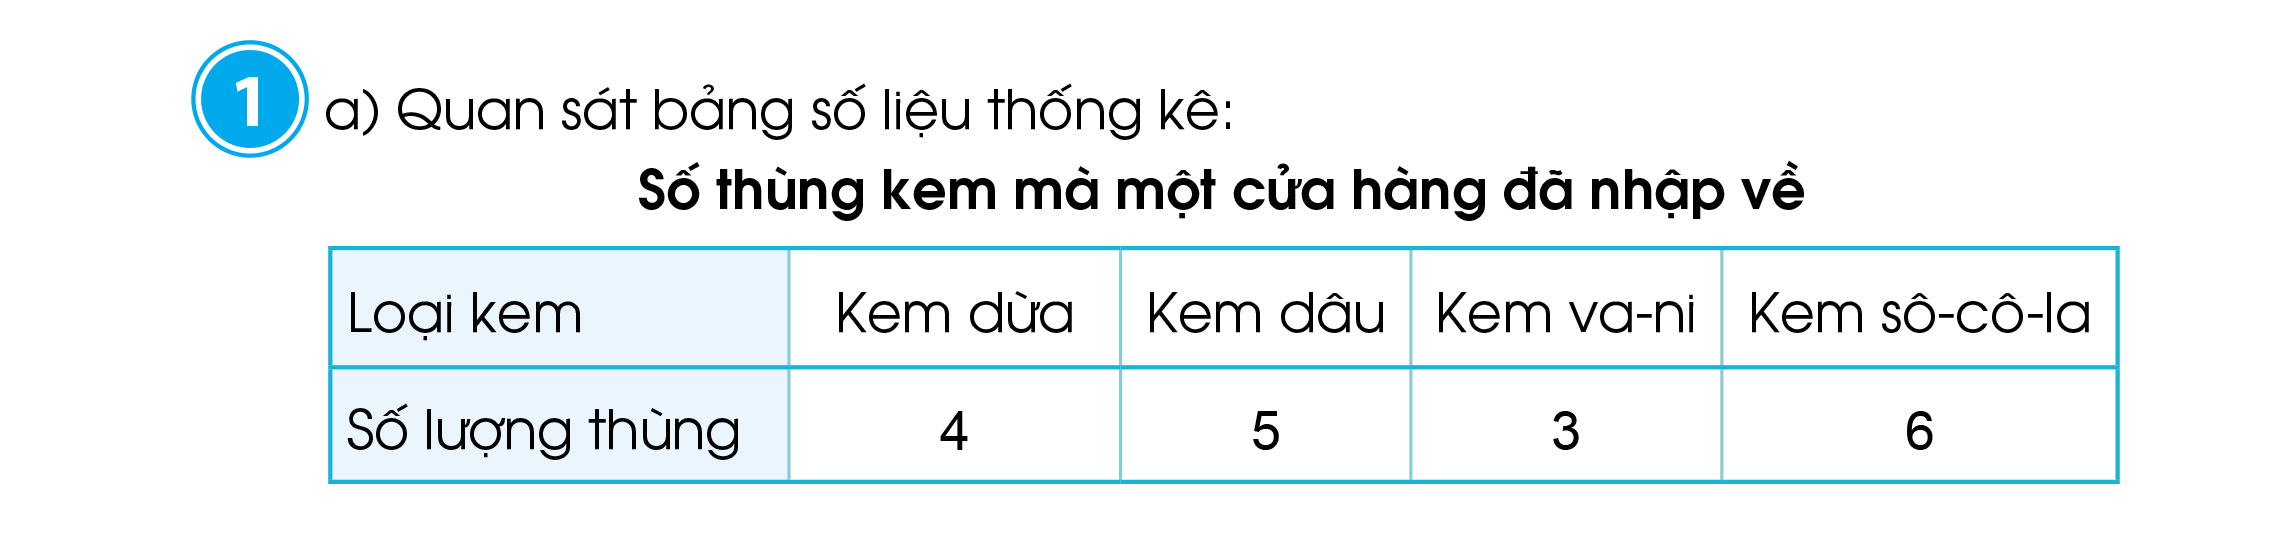 1 a) Quan sát bảng số liệu thống kê:
Số thùng kem mà một cửa hàng đã nhập về
Loại kem Kem dừa Kem dâu Kem va-ni Kem sô-cô-la
Số lượng thùng 4 5 3 6